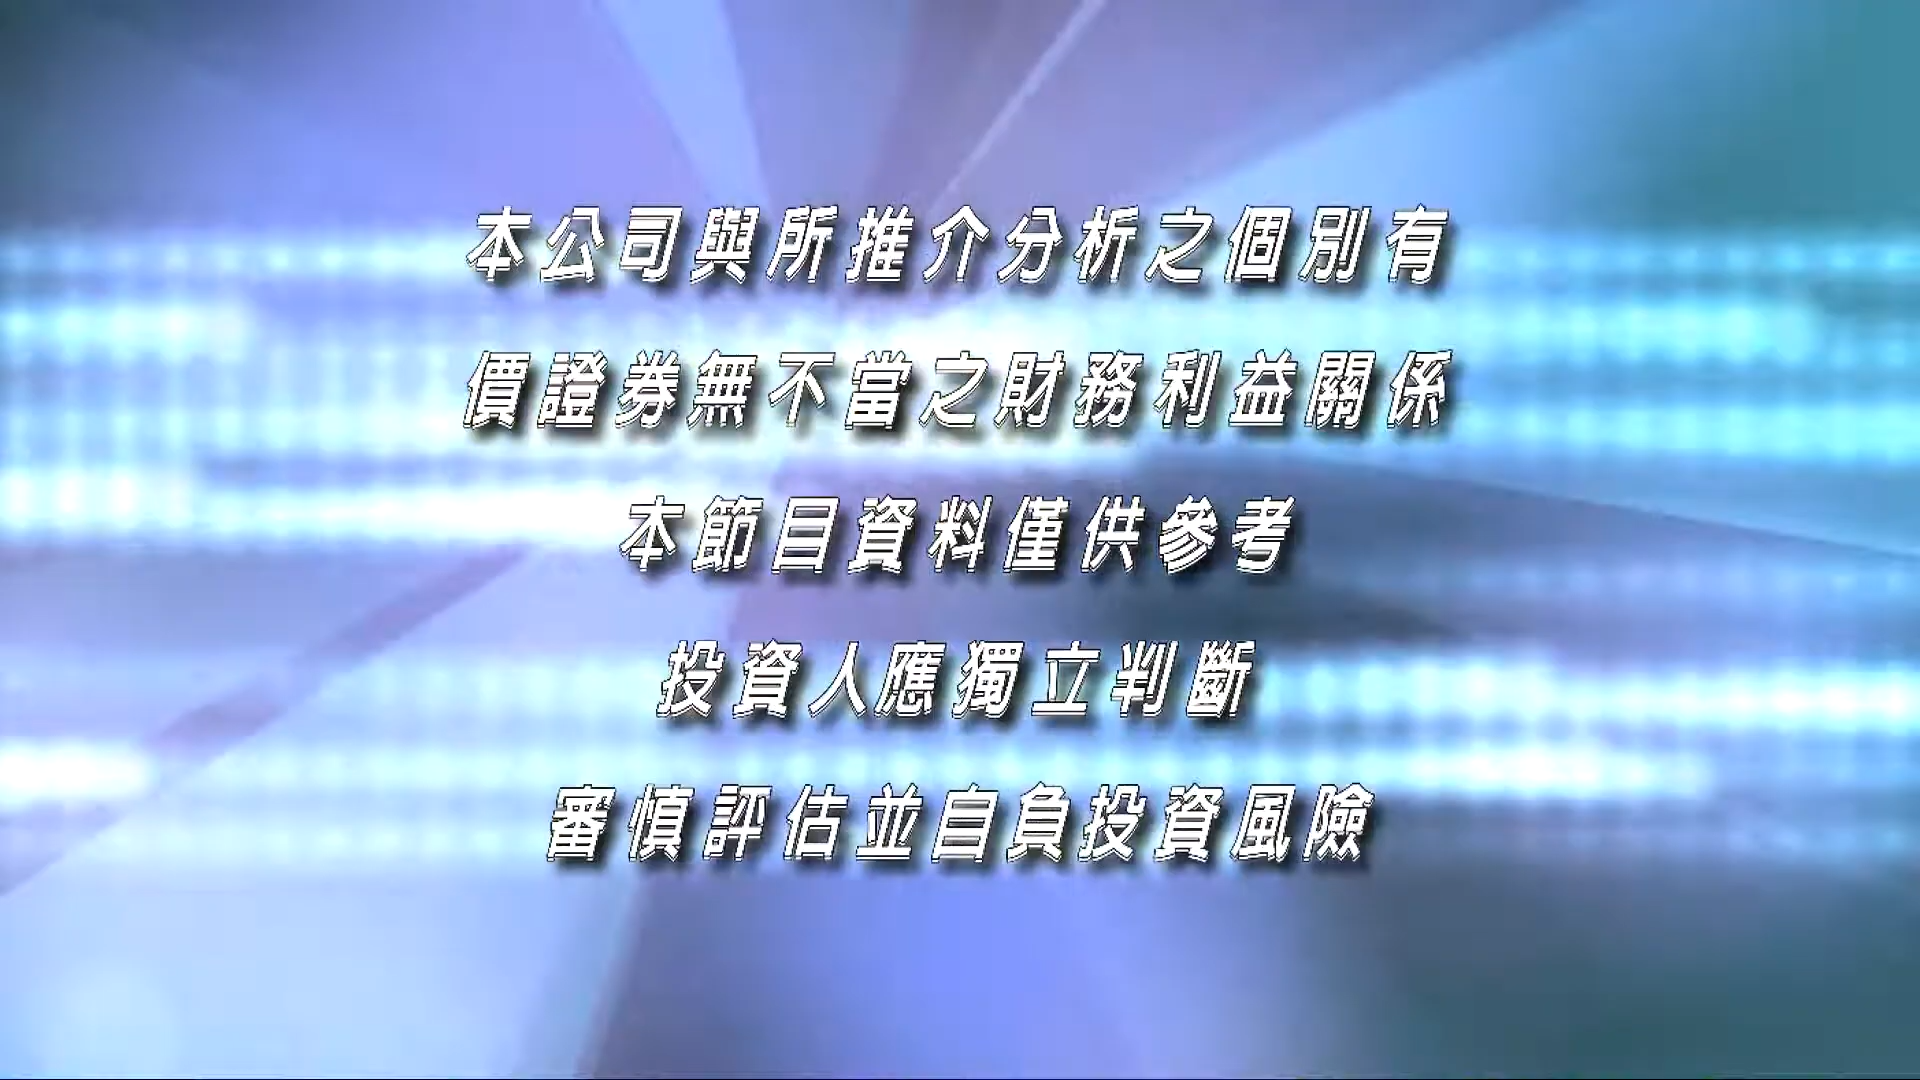 本公司與所推介分析之個別有
價證券無不當之財務利益關係
本節目資料僅供參考
投資人應獨立判斷
審慎評估並自負投資風險